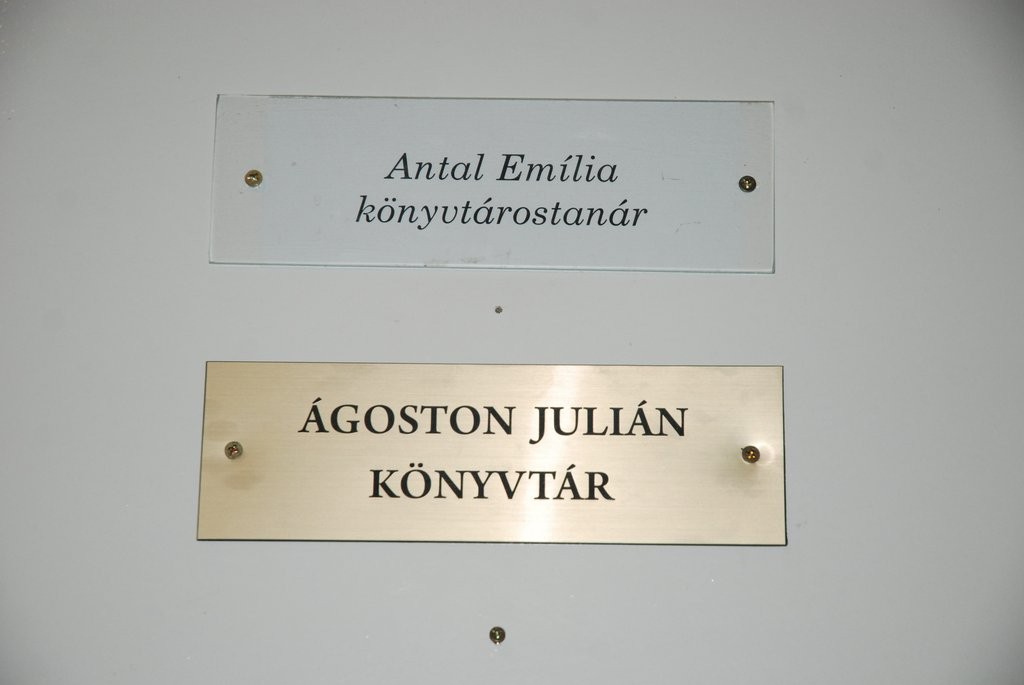 Antal Emília
könyvtárostanár
ÁGOSTON JULIÁN
KÖNYVTÁR